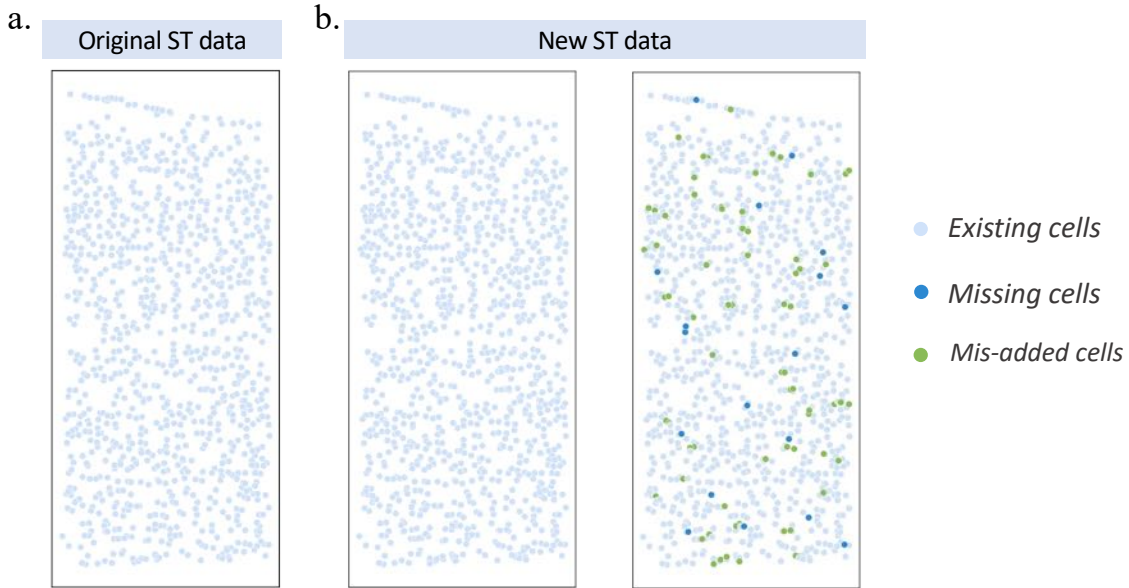 a.
Original ST data
b.
New ST data
Existing cells
Missing cells
Mis-added cells